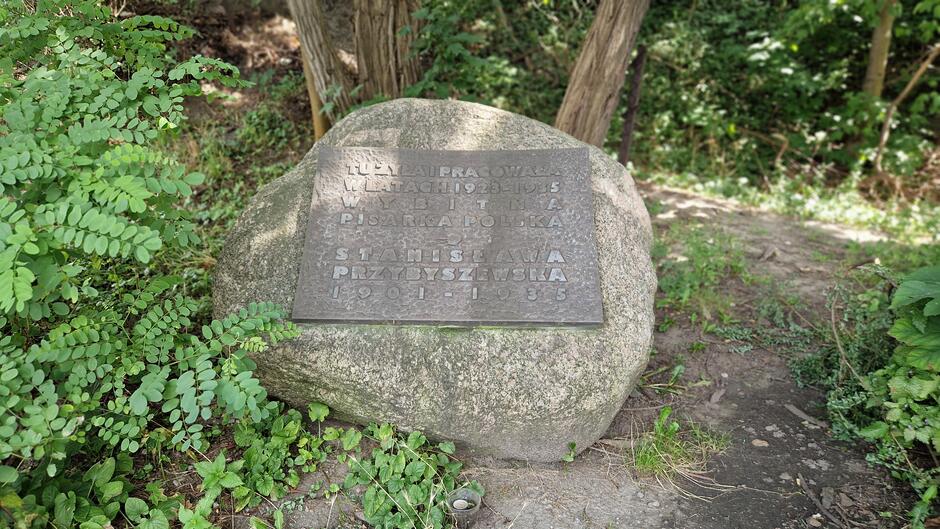 TU ŻYŁA I PRACOWAŁA
W LATACH 1923-1935
WYBITNA
PISARKA POLSKA
STANISŁAWA
PRZYBYSZEWSKA
1901-1935